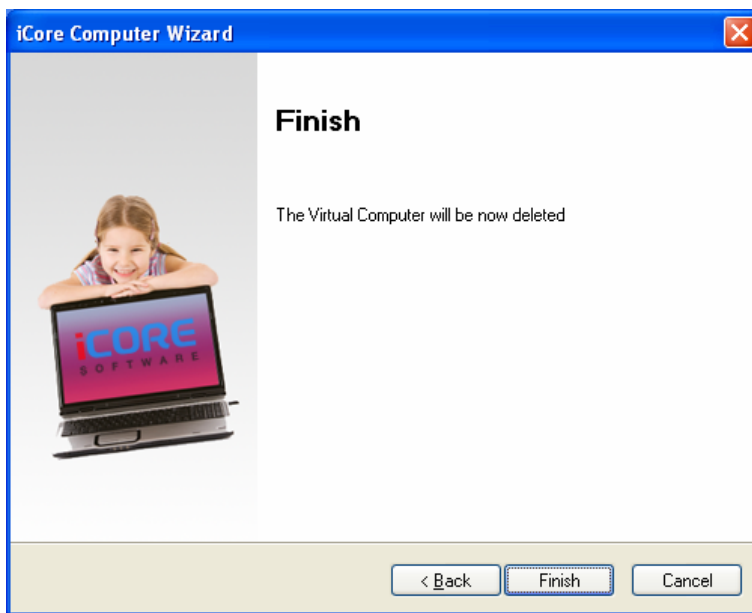 iCore Computer Wizard
Finish
The Virtual Computer will be now deleted
iCORE
SOFTWARE
< Back
Finish
Cancel